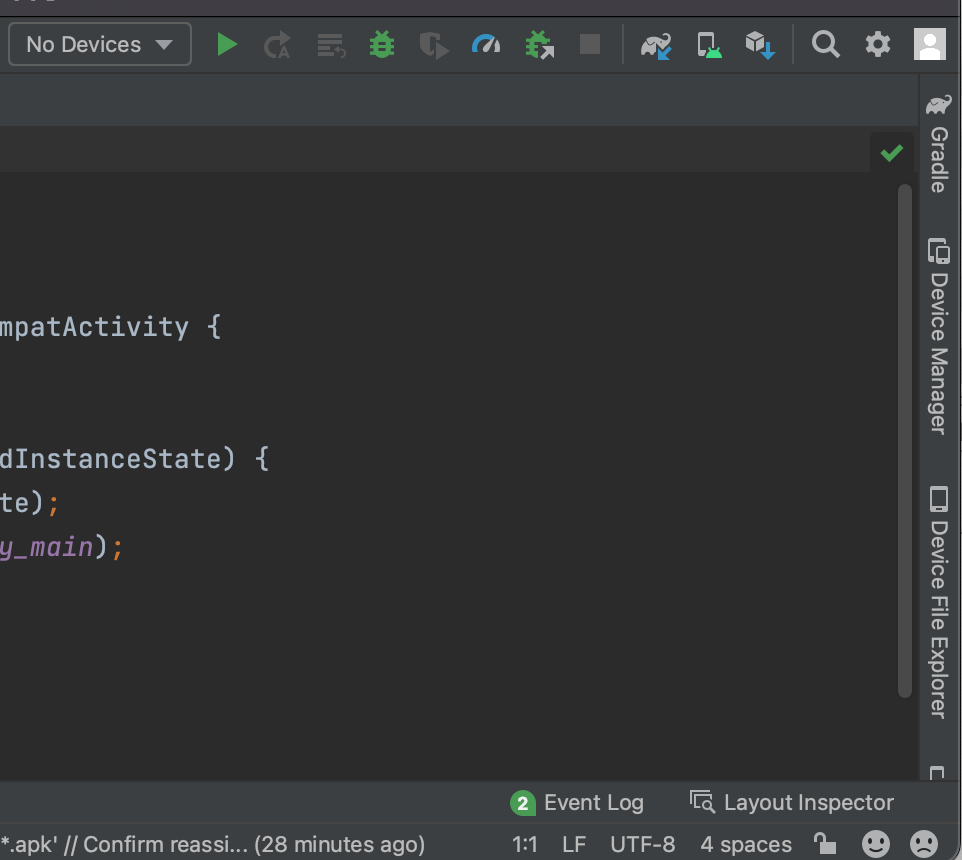 No Devices
Gradle
mpatActivity {
Device Manager
dInstanceState) {
te);
y_main);
Device File Explorer
2 Event Log Layout Inspector
*.apk' // Confirm reassi... (28 minutes ago) 1:1 LF UTF-8 4 spaces